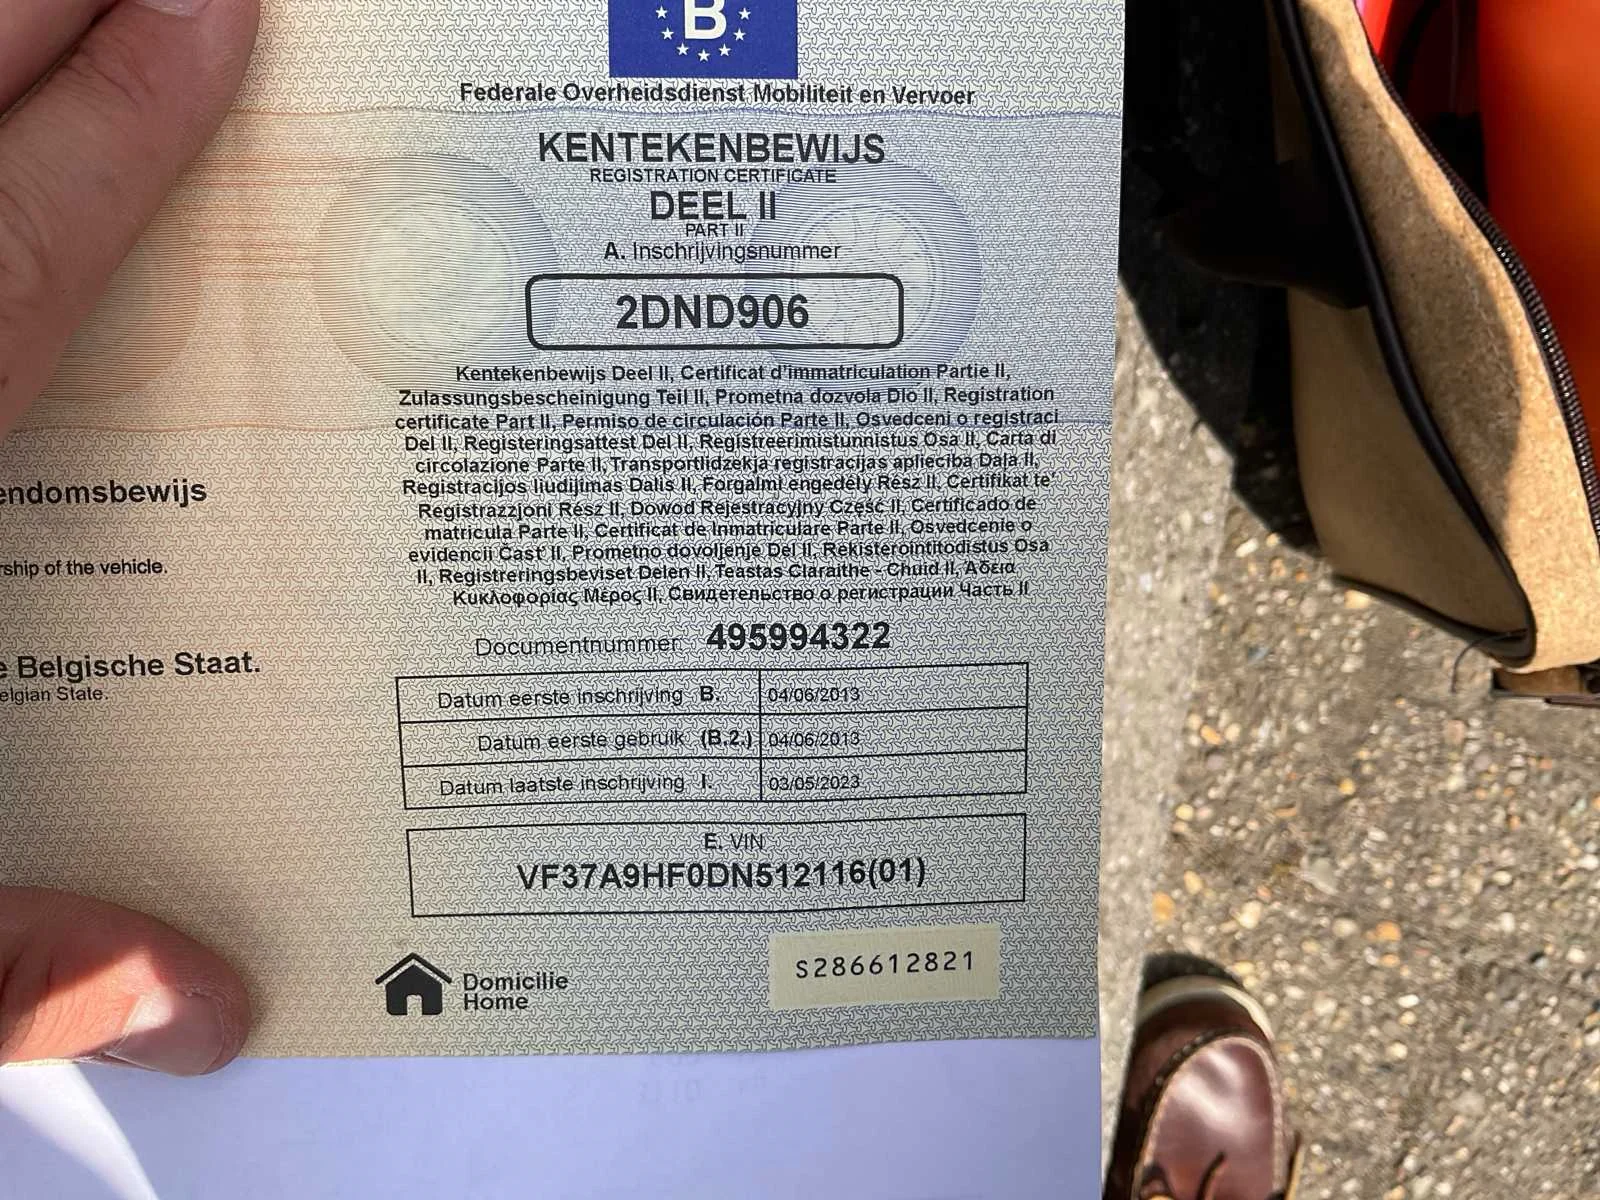 B
Federale Overheidsdienst Mobiliteit en Vervoer
KENTEKENBEWIJS
REGISTRATION CERTIFICATE
DEEL II
PART II
A. Inschrijvingsnummer
2DND906
Kentekenbewijs Deel II, Certificat d'immatriculation Partie II,
Zulassungsbescheinigung Teil II, Prometna dozvola Dio II, Registration
certificate Part II, Permiso de circulación Parte II, Osvedceni o registraci
Del II, Registeringsattest Del II, Registreerimistunnistus Osa II, Carta di
circolazione Parte II, Transportlidzekja registracijas aplieciba Daļa II,
Registracijos liudijimas Dalis II, Forgalmi engedély Rész II, Certifikat te'
Registrazzjoni Rész II, Dowod Rejestracyjny Część II, Certificado de
matricula Parte II, Certificat de Inmatriculare Parte II, Osvedcenie o
evidencii Časť II, Prometno dovoljenje Del II, Rekisterointitodistus Osa
II, Registreringsbeviset Delen II, Teastas Claraithe - Chuid II, Άδεια
Κυκλοφορίας Μέρος II, Свидетельство о регистрации Часть II
endomsbewijs
rship of the vehicle.
e Belgische Staat.
elgian State.
Documentnummer: 495994322
Datum eerste inschrijving B. 04/06/2013
Datum eerste gebruik (B.2.) 04/06/2013
Datum laatste inschrijving I. 03/05/2023
E. VIN
VF37A9HF0DN512116(01)
Domicilie
Home
S286612821